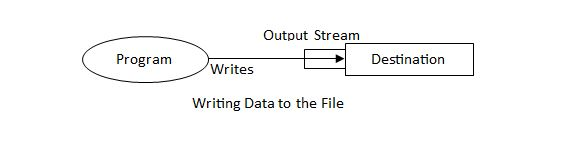 Output Stream
Program
Destination
Writes
Writing Data to the File